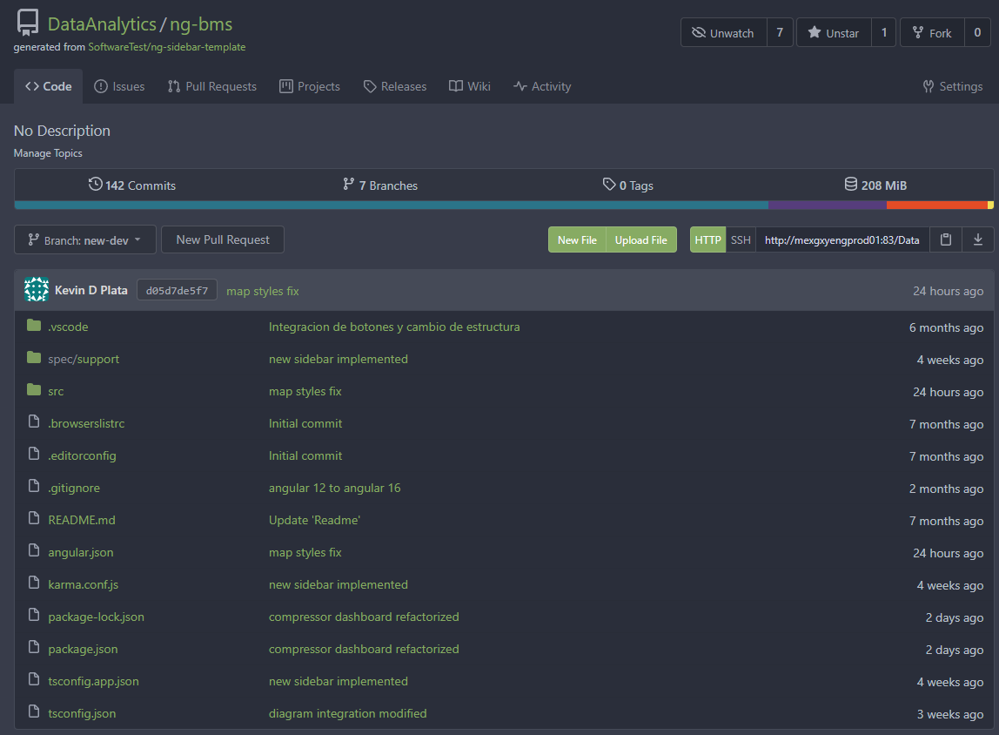 DataAnalytics / ng-bms
generated from SoftwareTest/ng-sidebar-template
Unwatch 7 Unstar 1 Fork 0
Code Issues Pull Requests Projects Releases Wiki Activity Settings
No Description
Manage Topics
142 Commits 7 Branches 0 Tags 208 MiB
Branch: new-dev New Pull Request New File Upload File HTTP SSH http://mexgxyengprod01:83/Data
Kevin D Plata d05d7de5f7 map styles fix 24 hours ago
.vscode Integracion de botones y cambio de estructura 6 months ago
spec/support new sidebar implemented 4 weeks ago
src map styles fix 24 hours ago
.browserslistrc Initial commit 7 months ago
.editorconfig Initial commit 7 months ago
.gitignore angular 12 to angular 16 2 months ago
README.md Update 'Readme' 7 months ago
angular.json map styles fix 24 hours ago
karma.conf.js new sidebar implemented 4 weeks ago
package-lock.json compressor dashboard refactorized 2 days ago
package.json compressor dashboard refactorized 2 days ago
tsconfig.app.json new sidebar implemented 4 weeks ago
tsconfig.json diagram integration modified 3 weeks ago